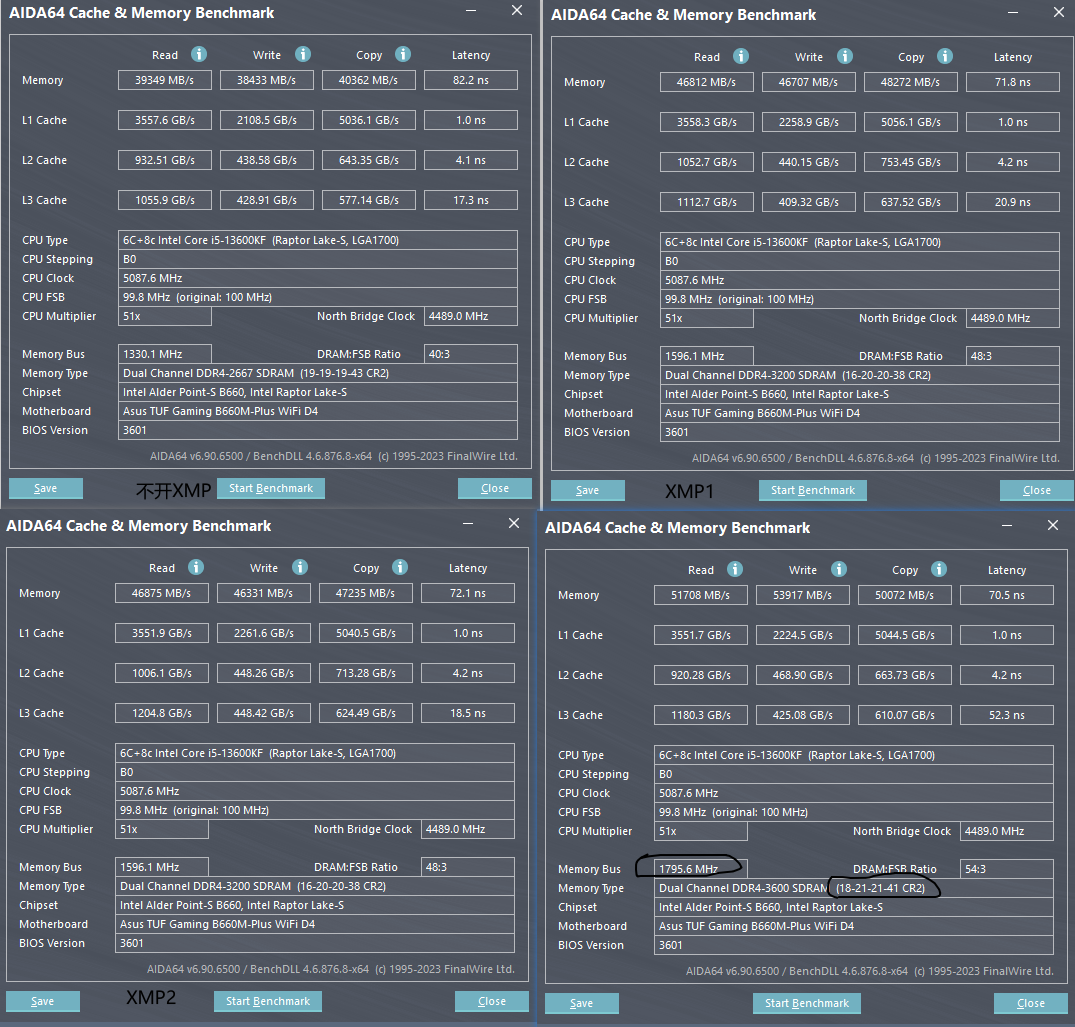 AIDA64 Cache & Memory Benchmark
Read Write Copy Latency
Memory 39349 MB/s 38433 MB/s 40362 MB/s 82.2 ns
L1 Cache 3557.6 GB/s 2108.5 GB/s 5036.1 GB/s 1.0 ns
L2 Cache 932.51 GB/s 438.58 GB/s 643.35 GB/s 4.1 ns
L3 Cache 1055.9 GB/s 428.91 GB/s 577.14 GB/s 17.3 ns
CPU Type 6C+8c Intel Core i5-13600KF (Raptor Lake-S, LGA1700)
CPU Stepping B0
CPU Clock 5087.6 MHz
CPU FSB 99.8 MHz (original: 100 MHz)
CPU Multiplier 51x North Bridge Clock 4489.0 MHz
Memory Bus 1330.1 MHz DRAM:FSB Ratio 40:3
Memory Type Dual Channel DDR4-2667 SDRAM (19-19-19-43 CR2)
Chipset Intel Alder Point-S B660, Intel Raptor Lake-S
Motherboard Asus TUF Gaming B660M-Plus WiFi D4
BIOS Version 3601
AIDA64 v6.90.6500 / BenchDLL 4.6.876.8-x64 (c) 1995-2023 FinalWire Ltd.
Save 不开XMP Start Benchmark Close
AIDA64 Cache & Memory Benchmark
Read Write Copy Latency
Memory 46812 MB/s 46707 MB/s 48272 MB/s 71.8 ns
L1 Cache 3558.3 GB/s 2258.9 GB/s 5056.1 GB/s 1.0 ns
L2 Cache 1052.7 GB/s 440.15 GB/s 753.45 GB/s 4.2 ns
L3 Cache 1112.7 GB/s 409.32 GB/s 637.52 GB/s 20.9 ns
CPU Type 6C+8c Intel Core i5-13600KF (Raptor Lake-S, LGA1700)
CPU Stepping B0
CPU Clock 5087.6 MHz
CPU FSB 99.8 MHz (original: 100 MHz)
CPU Multiplier 51x North Bridge Clock 4489.0 MHz
Memory Bus 1596.1 MHz DRAM:FSB Ratio 48:3
Memory Type Dual Channel DDR4-3200 SDRAM (16-20-20-38 CR2)
Chipset Intel Alder Point-S B660, Intel Raptor Lake-S
Motherboard Asus TUF Gaming B660M-Plus WiFi D4
BIOS Version 3601
AIDA64 v6.90.6500 / BenchDLL 4.6.876.8-x64 (c) 1995-2023 FinalWire Ltd.
Save XMP1 Start Benchmark Close
AIDA64 Cache & Memory Benchmark
Read Write Copy Latency
Memory 46875 MB/s 46331 MB/s 47235 MB/s 72.1 ns
L1 Cache 3551.9 GB/s 2261.6 GB/s 5040.5 GB/s 1.0 ns
L2 Cache 1006.1 GB/s 448.26 GB/s 713.28 GB/s 4.2 ns
L3 Cache 1204.8 GB/s 448.42 GB/s 624.49 GB/s 18.5 ns
CPU Type 6C+8c Intel Core i5-13600KF (Raptor Lake-S, LGA1700)
CPU Stepping B0
CPU Clock 5087.6 MHz
CPU FSB 99.8 MHz (original: 100 MHz)
CPU Multiplier 51x North Bridge Clock 4489.0 MHz
Memory Bus 1596.1 MHz DRAM:FSB Ratio 48:3
Memory Type Dual Channel DDR4-3200 SDRAM (16-20-20-38 CR2)
Chipset Intel Alder Point-S B660, Intel Raptor Lake-S
Motherboard Asus TUF Gaming B660M-Plus WiFi D4
BIOS Version 3601
AIDA64 v6.90.6500 / BenchDLL 4.6.876.8-x64 (c) 1995-2023 FinalWire Ltd.
Save XMP2 Start Benchmark Close
AIDA64 Cache & Memory Benchmark
Read Write Copy Latency
Memory 51708 MB/s 53917 MB/s 50072 MB/s 70.5 ns
L1 Cache 3551.7 GB/s 2224.5 GB/s 5044.5 GB/s 1.0 ns
L2 Cache 920.28 GB/s 468.90 GB/s 663.73 GB/s 4.2 ns
L3 Cache 1180.3 GB/s 425.08 GB/s 610.07 GB/s 52.3 ns
CPU Type 6C+8c Intel Core i5-13600KF (Raptor Lake-S, LGA1700)
CPU Stepping B0
CPU Clock 5087.6 MHz
CPU FSB 99.8 MHz (original: 100 MHz)
CPU Multiplier 51x North Bridge Clock 4489.0 MHz
Memory Bus 1795.6 MHz DRAM:FSB Ratio 54:3
Memory Type Dual Channel DDR4-3600 SDRAM (18-21-21-41 CR2)
Chipset Intel Alder Point-S B660, Intel Raptor Lake-S
Motherboard Asus TUF Gaming B660M-Plus WiFi D4
BIOS Version 3601
AIDA64 v6.90.6500 / BenchDLL 4.6.876.8-x64 (c) 1995-2023 FinalWire Ltd.
Save Start Benchmark Close